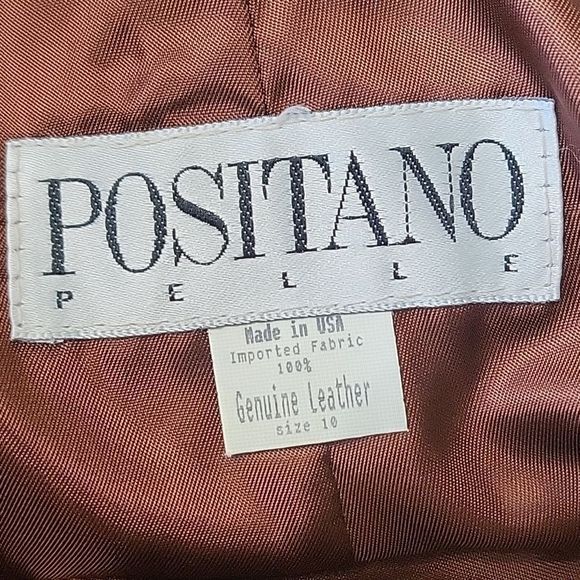 POSITANO
PELLE
Made in USA
Imported Fabric
100%
Genuine Leather
size 10